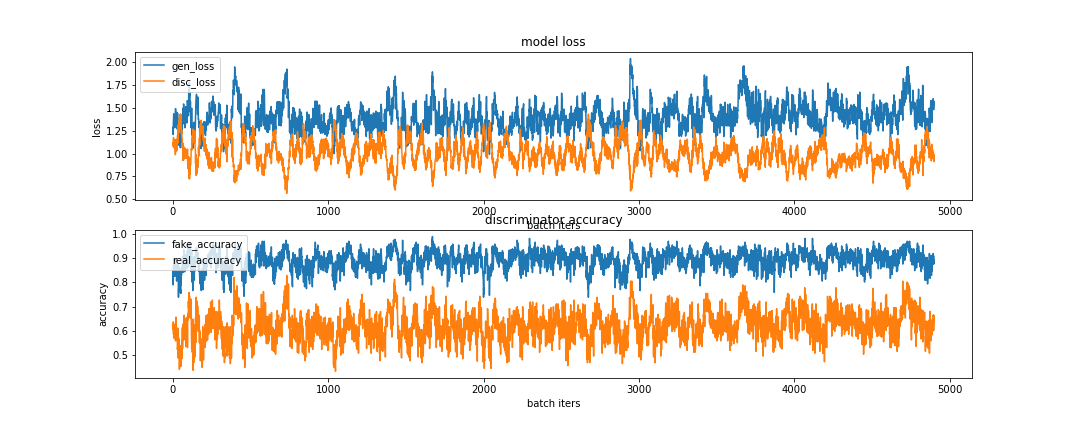 model loss
gen_loss
disc_loss
loss
2.00
1.75
1.50
1.25
1.00
0.75
0.50
0 1000 2000 3000 4000 5000
batch iters
discriminator accuracy
fake_accuracy
real_accuracy
accuracy
1.0
0.9
0.8
0.7
0.6
0.5
0 1000 2000 3000 4000 5000
batch iters